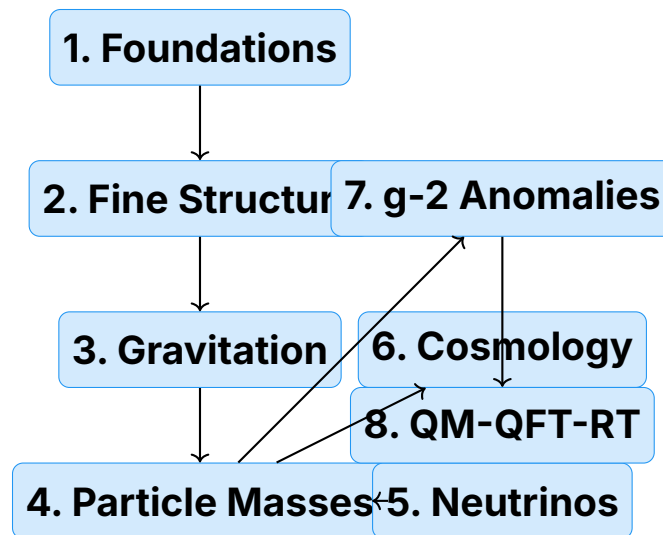 1. Foundations
2. Fine Structur
7. g-2 Anomalies
3. Gravitation
6. Cosmology
8. QM-QFT-RT
4. Particle Masses
5. Neutrinos